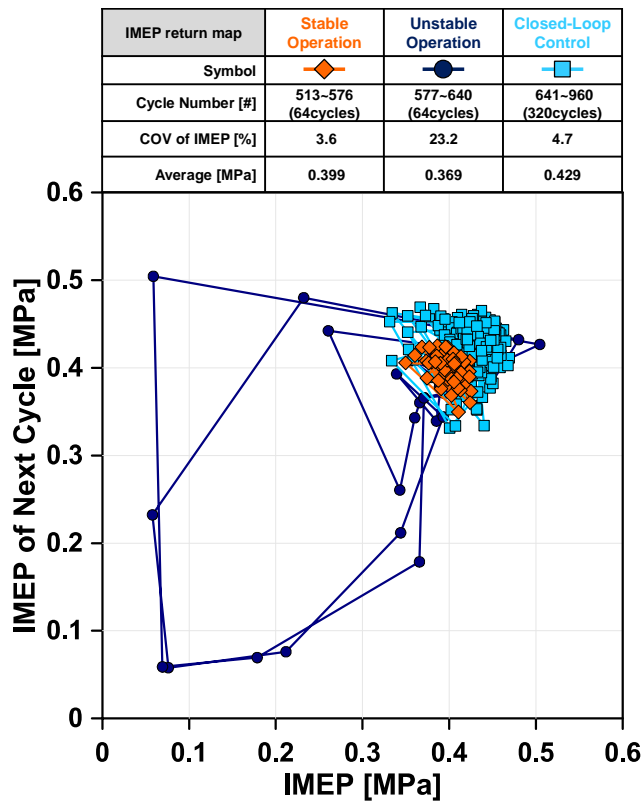 IMEP return map Stable Operation Unstable Operation Closed-Loop Control
Symbol
Cycle Number [#] 513~576 (64cycles) 577~640 (64cycles) 641~960 (320cycles)
COV of IMEP [%] 3.6 23.2 4.7
Average [MPa] 0.399 0.369 0.429
0.6
0.5
0.4
0.3
0.2
0.1
0
IMEP of Next Cycle [MPa]
0 0.1 0.2 0.3 0.4 0.5 0.6
IMEP [MPa]